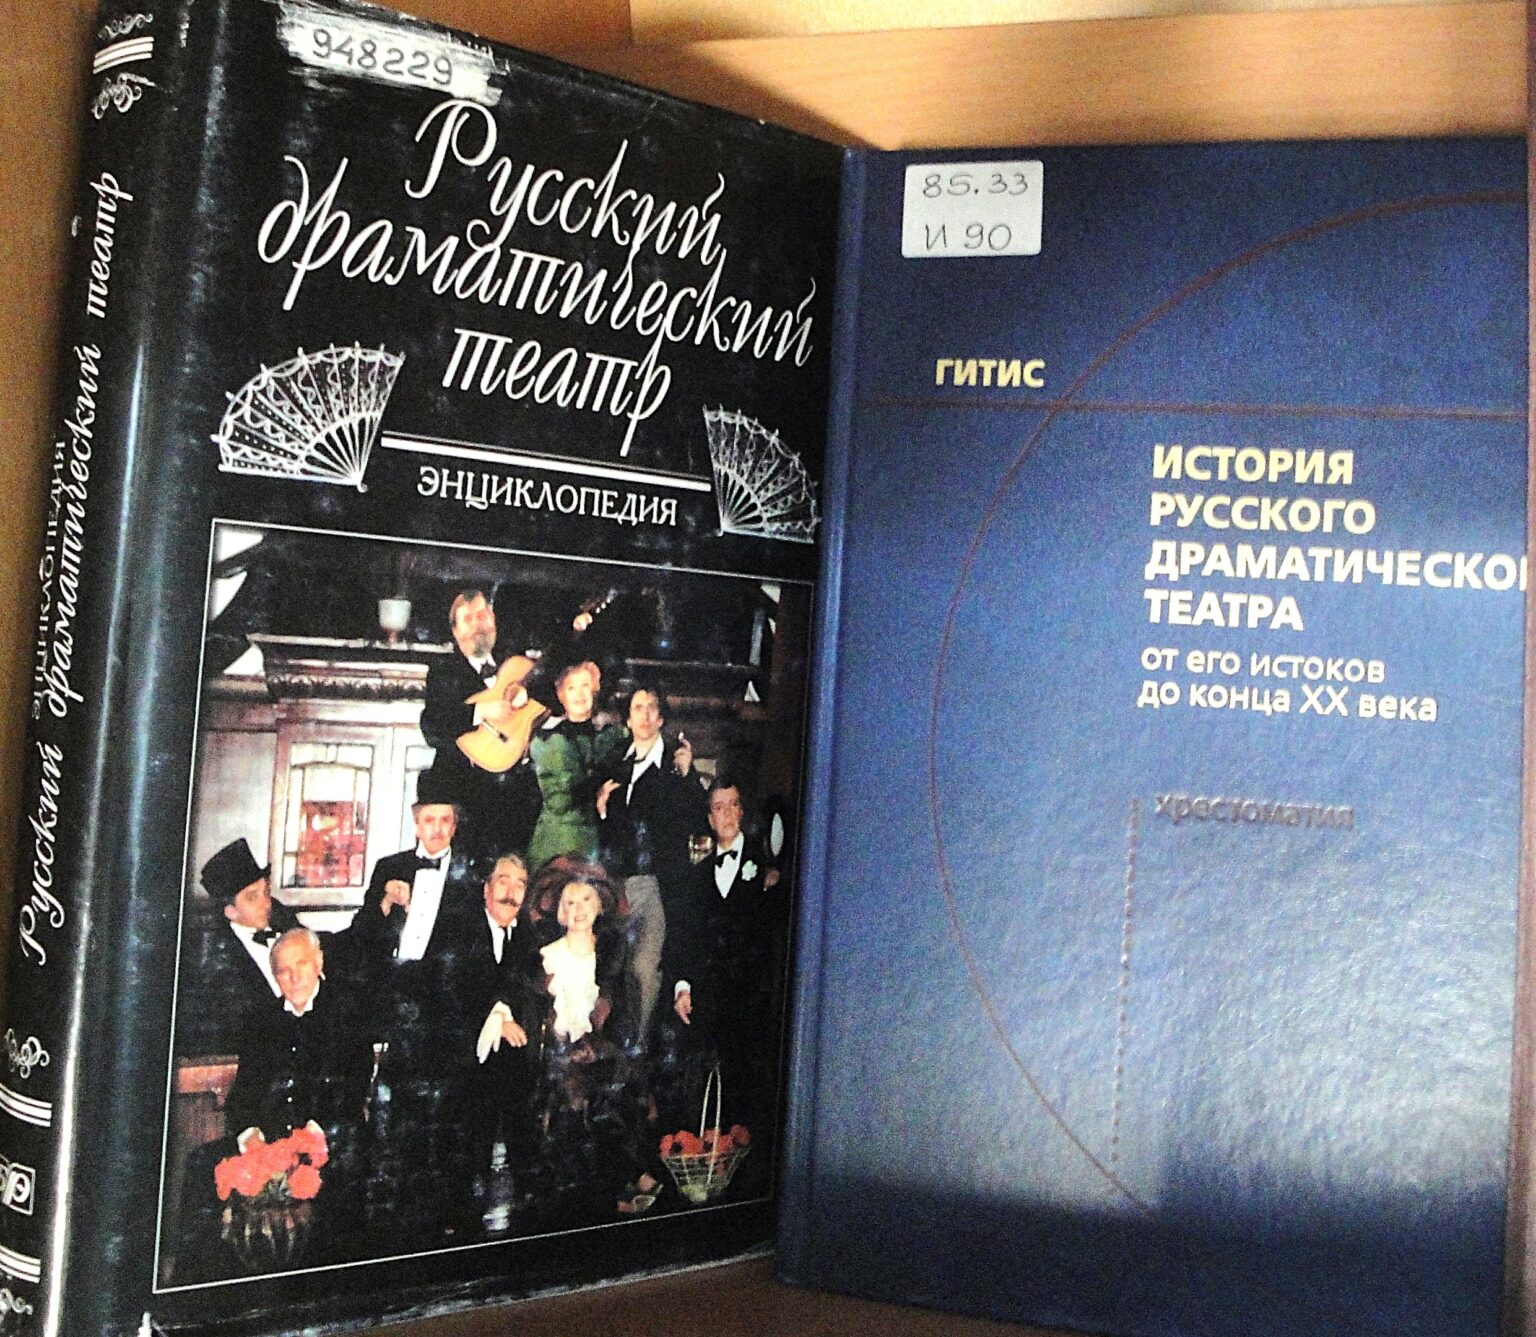 948229
Русский
драматический
театр
ЭНЦИКЛОПЕДИЯ
Русский драматический театр
ЭНЦИКЛОПЕДИЯ
85.33
И 90
ГИТИС
ИСТОРИЯ
РУССКОГО
ДРАМАТИЧЕСКО
ТЕАТРА
от его истоков
до конца XX века
хрестоматия